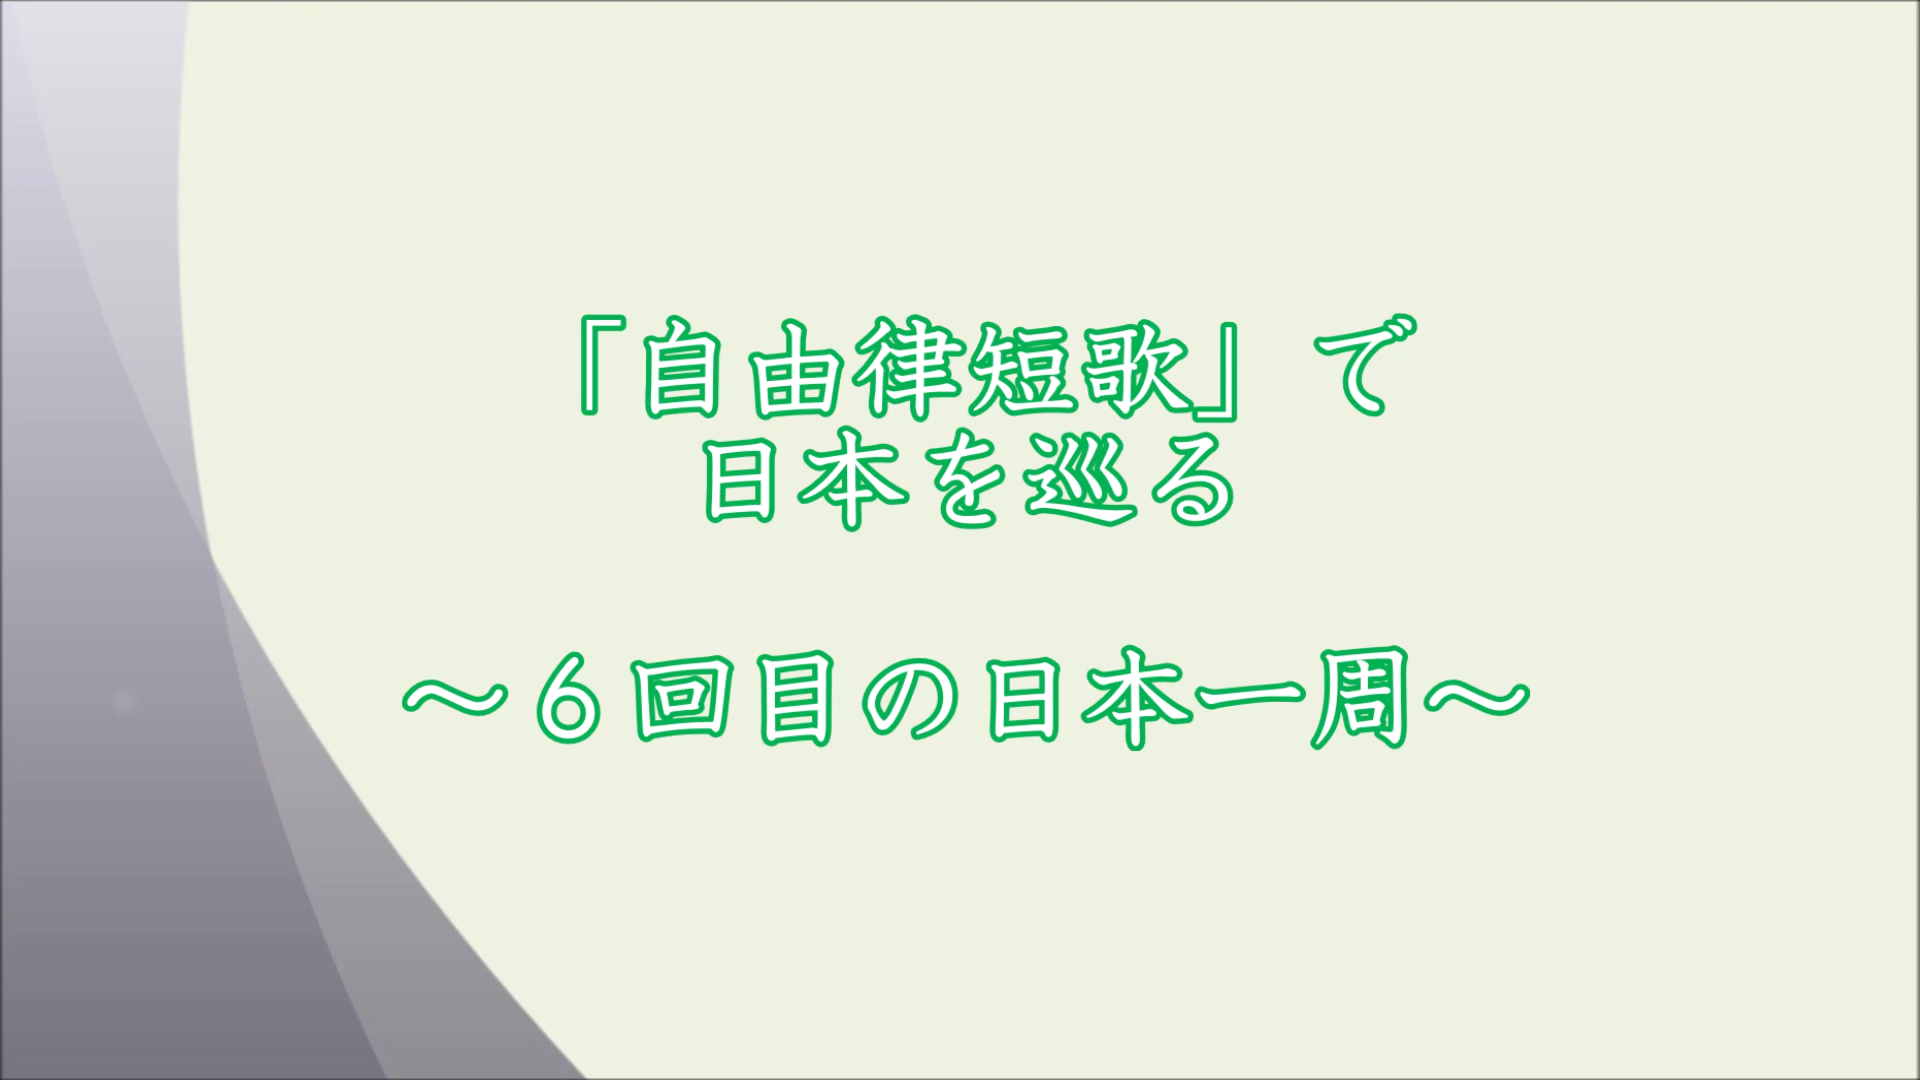 「自由律短歌」で
日本を巡る
～６回目の日本一周～